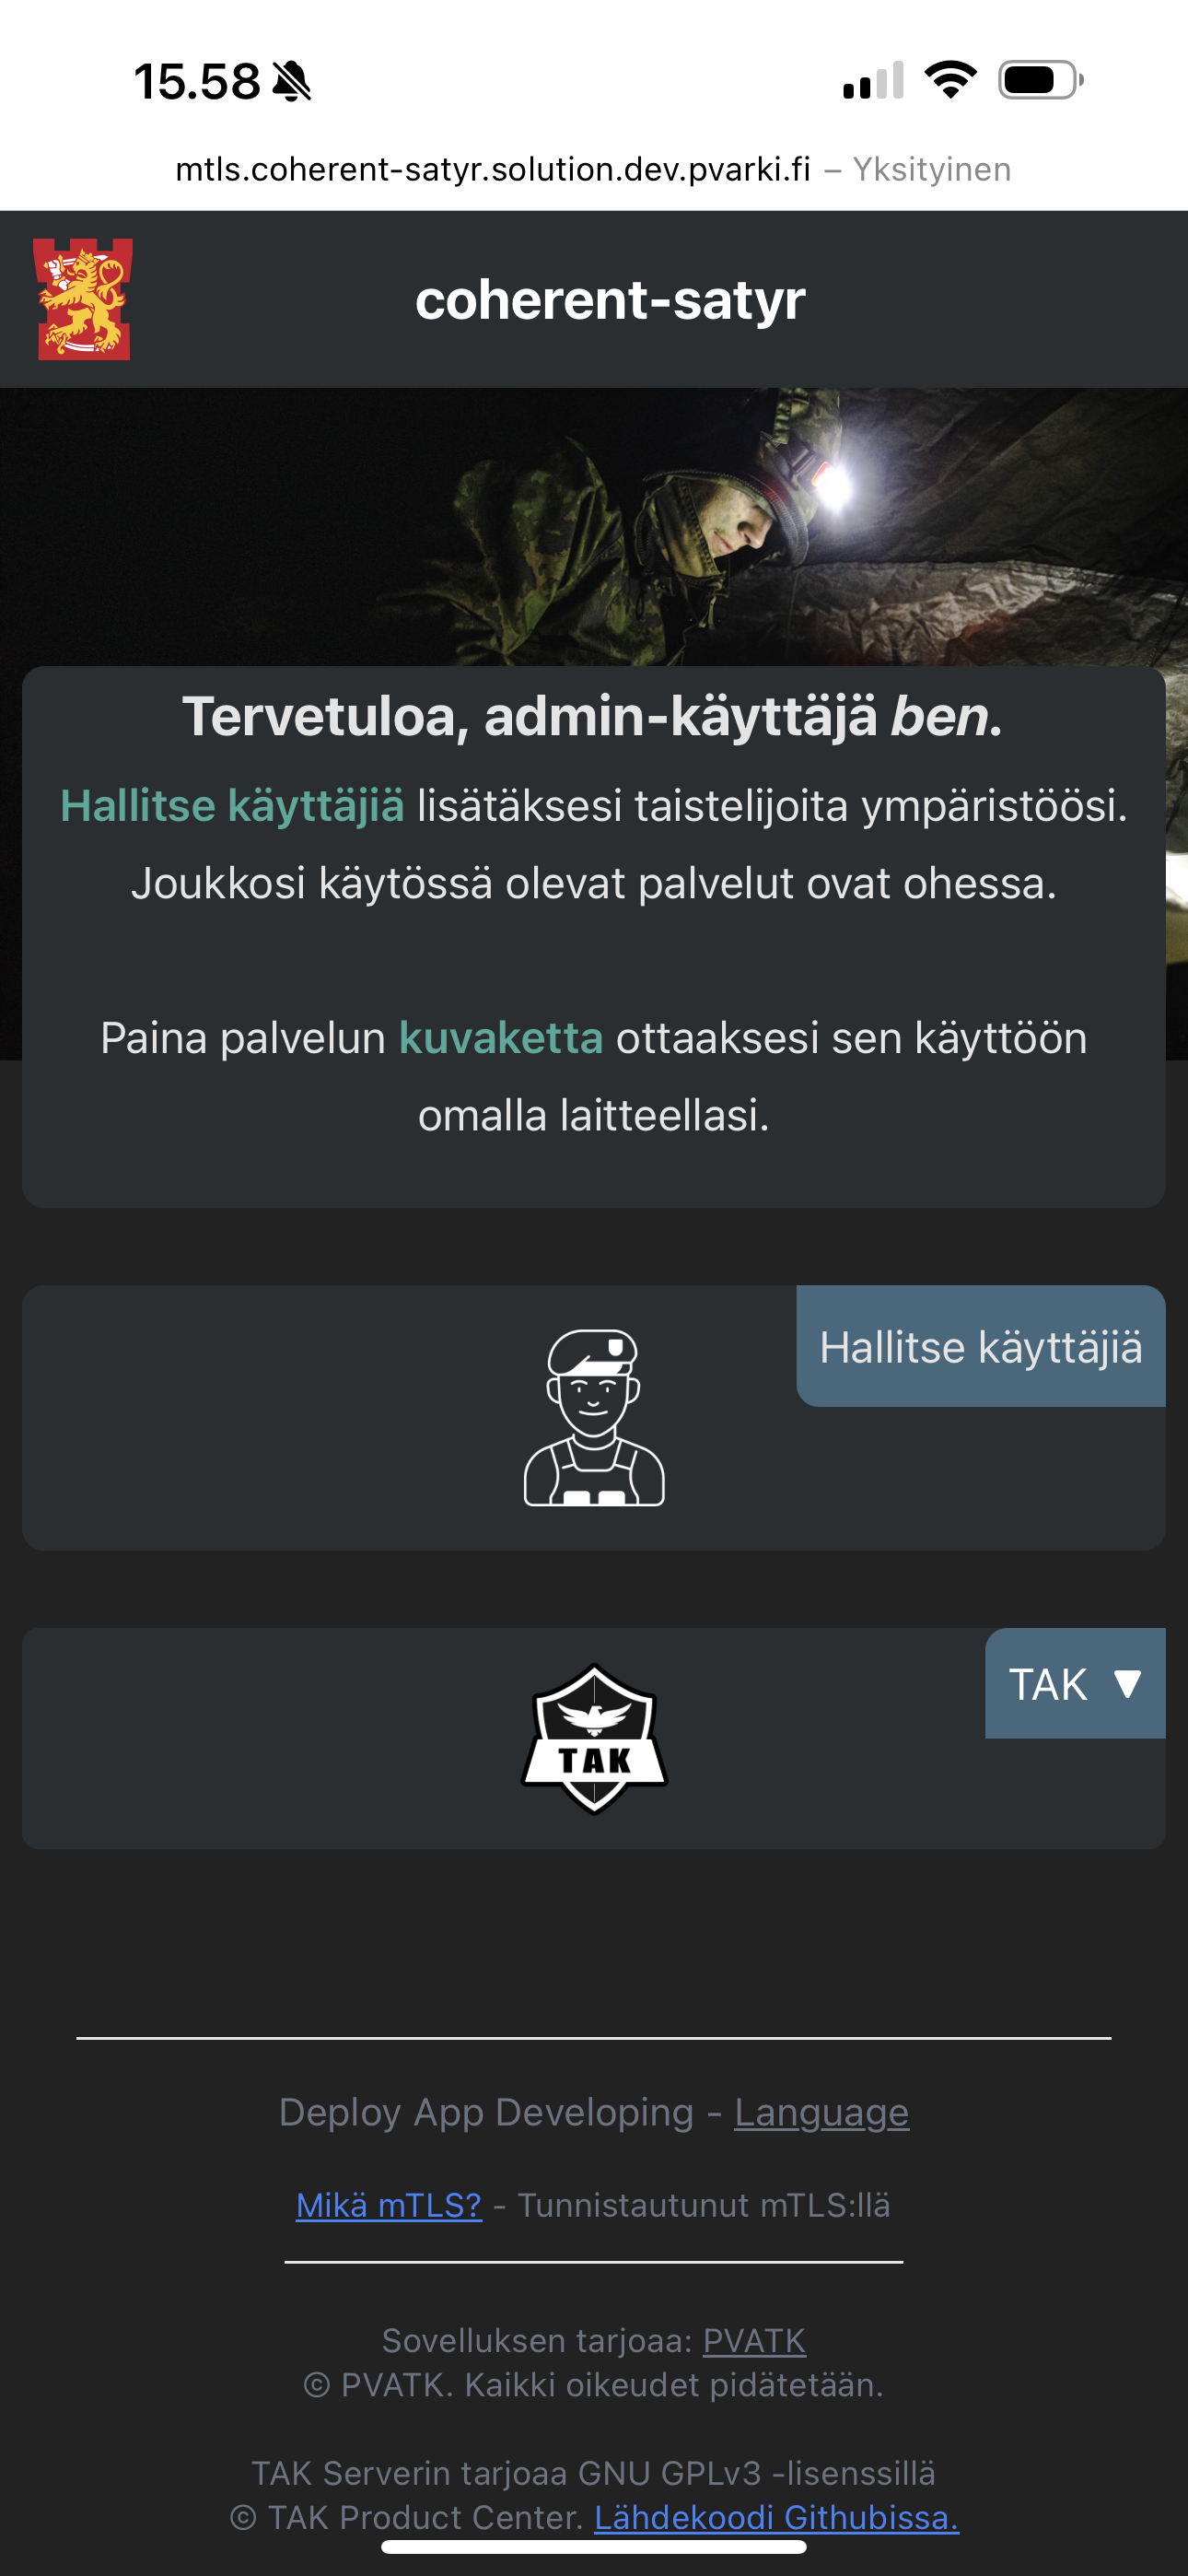 15.58
mtls.coherent-satyr.solution.dev.pvarki.fi – Yksityinen
coherent-satyr
Tervetuloa, admin-käyttäjä ben.
Hallitse käyttäjiä lisätäksesi taistelijoita ympäristöösi.
Joukkosi käytössä olevat palvelut ovat ohessa.
Paina palvelun kuvaketta ottaaksesi sen käyttöön
omalla laitteellasi.
Hallitse käyttäjiä
TAK
TAK
Deploy App Developing - Language
Mikä mTLS? - Tunnistautunut mTLS:llä
Sovelluksen tarjoaa: PVATK
© PVATK. Kaikki oikeudet pidätetään.
TAK Serverin tarjoaa GNU GPLv3 -lisenssillä
© TAK Product Center. Lähdekoodi Githubissa.